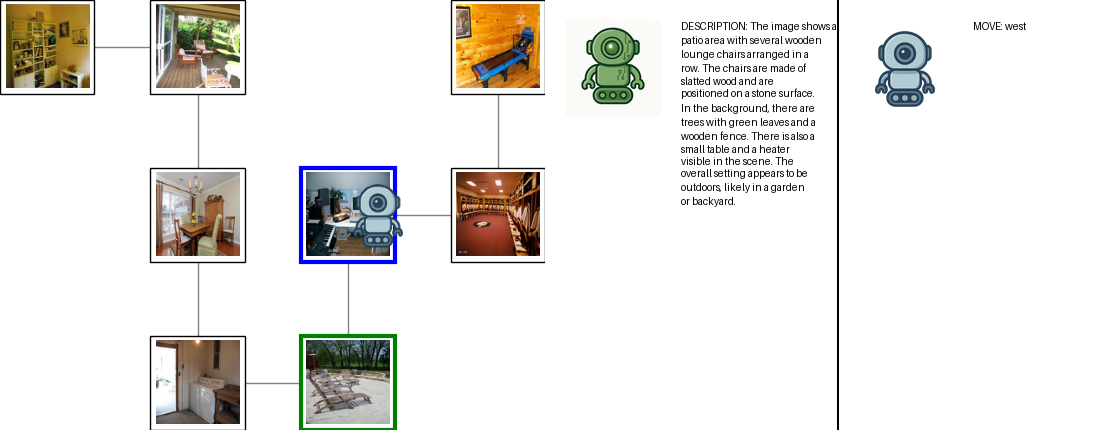 DESCRIPTION: The image shows a
patio area with several wooden
lounge chairs arranged in a
row. The chairs are made of
slatted wood and are
positioned on a stone surface.
In the background, there are
trees with green leaves and a
wooden fence. There is also a
small table and a heater
visible in the scene. The
overall setting appears to be
outdoors, likely in a garden
or backyard.
MOVE: west